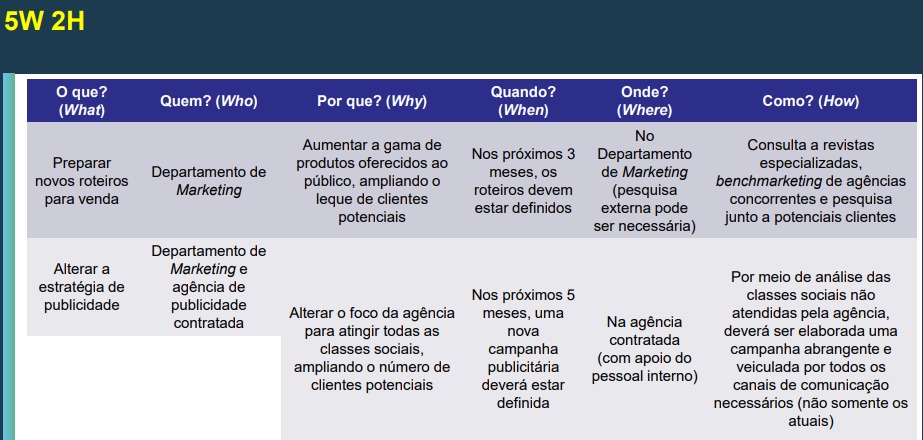 5W 2H
O que?
(What)
Quem? (Who)
Por que? (Why)
Quando?
(When)
Onde?
(Where)
Como? (How)
Preparar
novos roteiros
para venda
Departamento de
Marketing
Aumentar a gama de
produtos oferecidos ao
público, ampliando o
leque de clientes
potenciais
Nos próximos 3
meses, os
roteiros devem
estar definidos
No
Departamento
de Marketing
(pesquisa
externa pode
ser necessária)
Consulta a revistas
especializadas,
benchmarketing de agências
concorrentes e pesquisa
junto a potenciais clientes
Alterar a
estratégia de
publicidade
Departamento de
Marketing e
agência de
publicidade
contratada
Alterar o foco da agência
para atingir todas as
classes sociais,
ampliando o número de
clientes potenciais
Nos próximos 5
meses, uma
nova
campanha
publicitária
deverá estar
definida
Na agência
contratada
(com apoio do
pessoal interno)
Por meio de análise das
classes sociais não
atendidas pela agência,
deverá ser elaborada uma
campanha abrangente e
veiculada por todos os
canais de comunicação
necessários (não somente os
atuais)